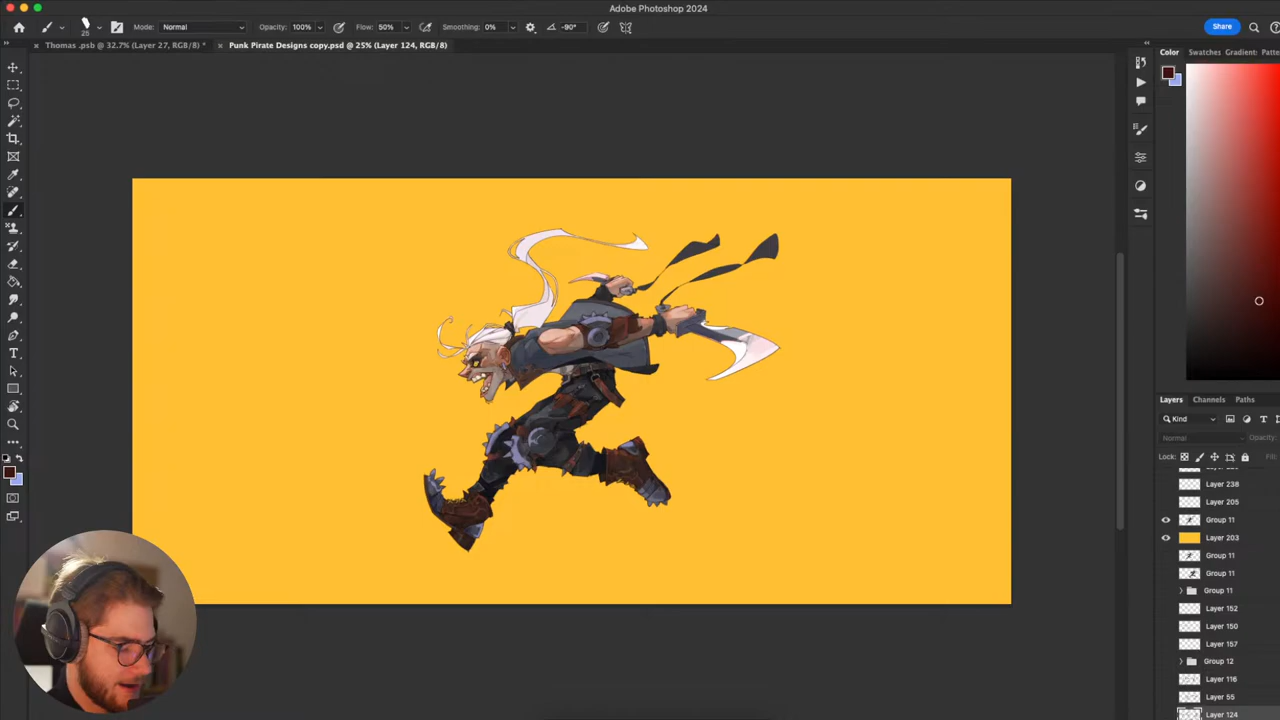 Adobe Photoshop 2024
25
Mode: Normal
Opacity: 100%
Flow: 50%
Smoothing: 0%
-90°
Share
Thomas .psb @ 32.7% (Layer 27, RGB/8) *
Punk Pirate Designs copy.psd @ 25% (Layer 124, RGB/8)
Color Swatches Gradient: Patte
Layers Channels Paths
Kind
Normal Opacity:
Lock: Fill:
Layer 238
Layer 205
Group 11
Layer 203
Group 11
Group 11
Group 11
Layer 152
Layer 150
Layer 157
Group 12
Layer 116
Layer 55
Layer 124